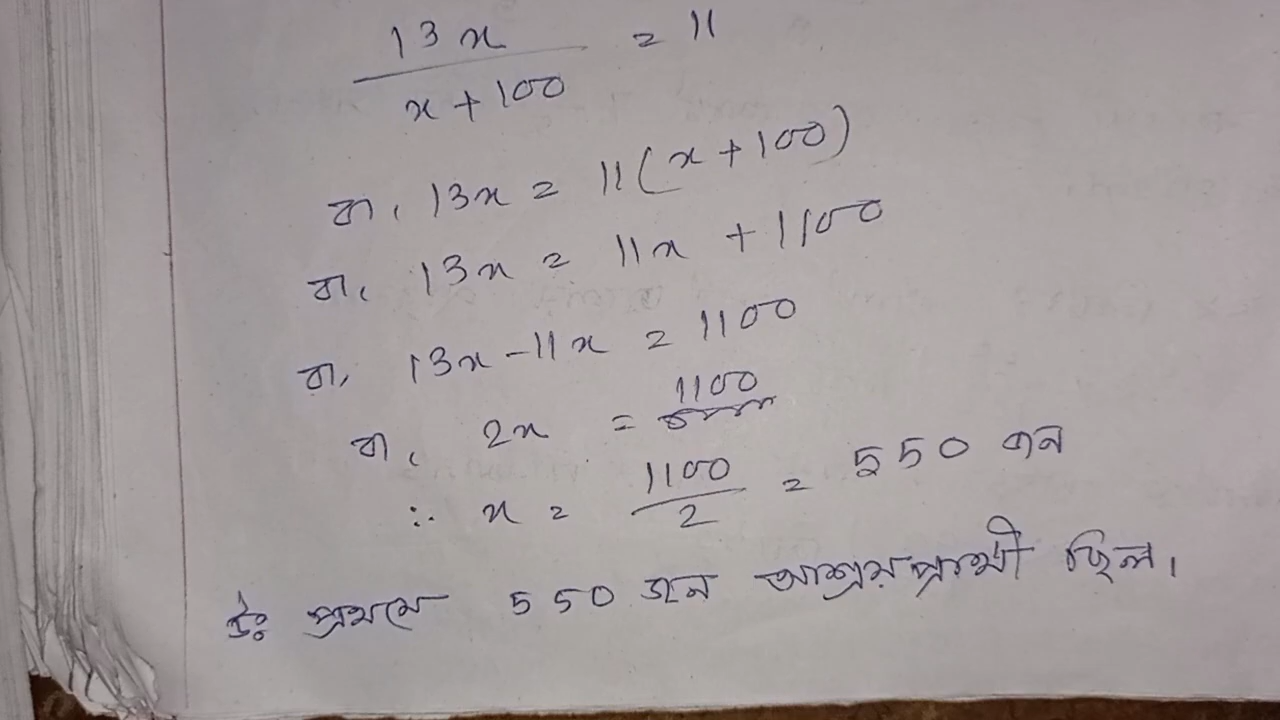 13x / x + 100 = 11
বা, 13x = 11(x + 100)
বা, 13x = 11x + 1100
বা, 13x - 11x = 1100
বা, 2x = 1100
∴ x = 1100 / 2 = 550 জন
উঃ প্রথমে 550 জন আশ্রয়প্রার্থী ছিল।